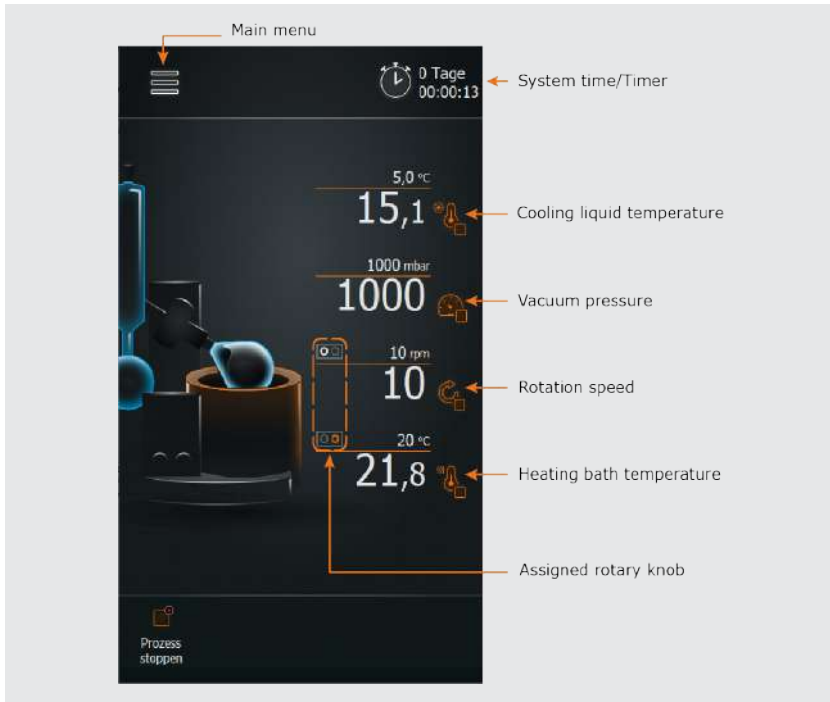 Main menu
0 Tage
00:00:13
System time/Timer
5,0 °C
15,1
Cooling liquid temperature
1000 mbar
1000
Vacuum pressure
10 rpm
10
Rotation speed
20 °C
21,8
Heating bath temperature
Assigned rotary knob
Prozess
stoppen